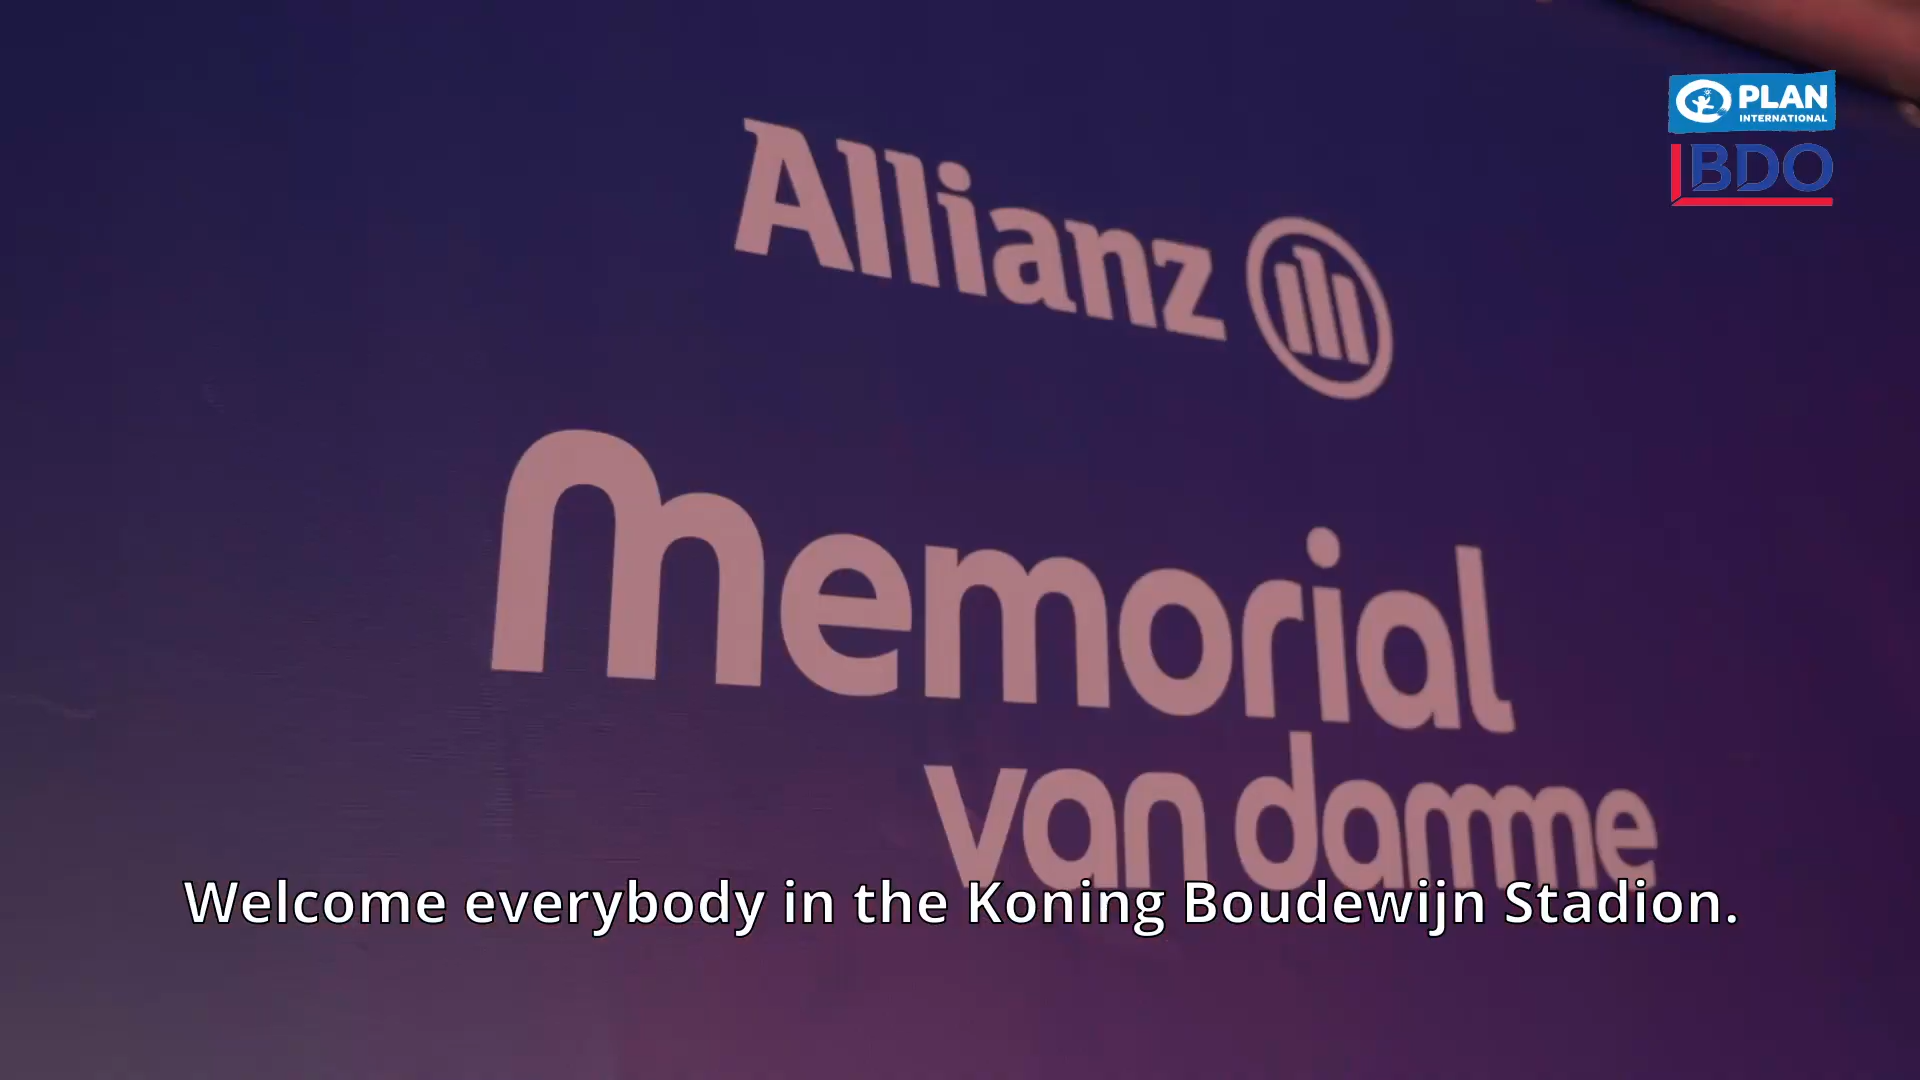 PLAN
INTERNATIONAL
BDO
Allianz
Memorial
van damme
Welcome everybody in the Koning Boudewijn Stadion.